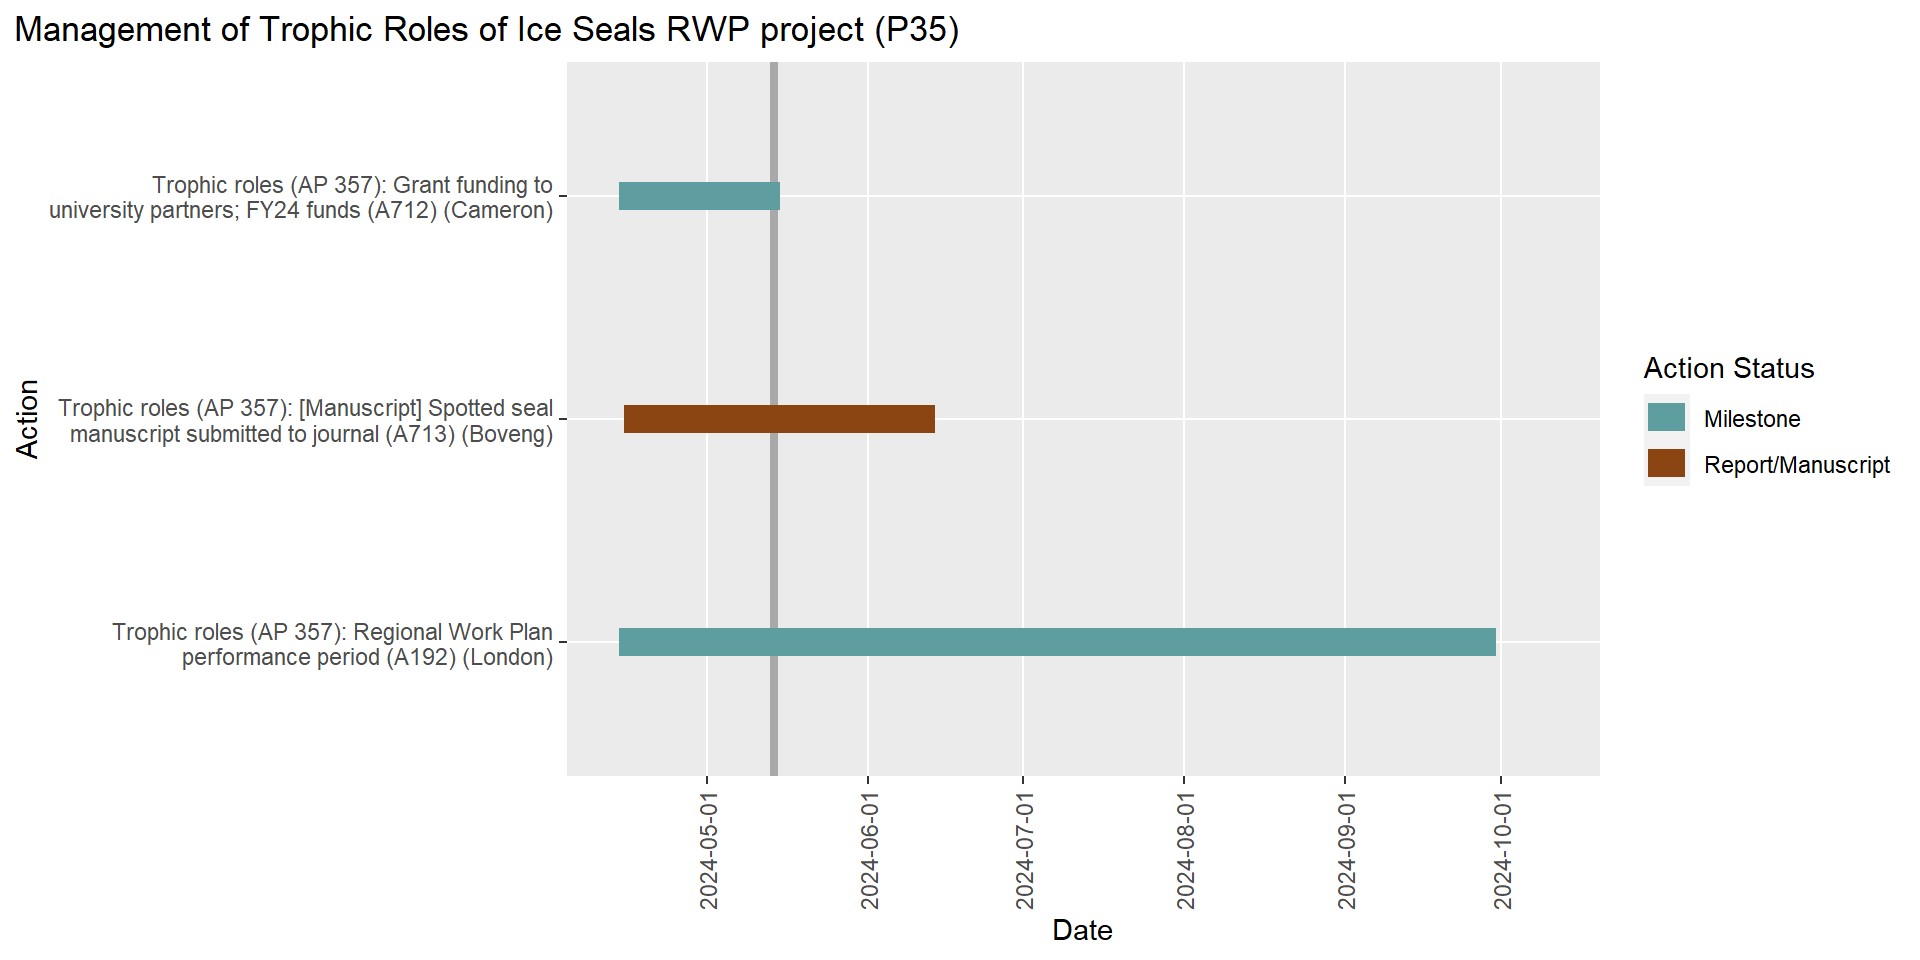 Management of Trophic Roles of Ice Seals RWP project (P35)
Trophic roles (AP 357): Grant funding to
university partners; FY24 funds (A712) (Cameron)
Trophic roles (AP 357): [Manuscript] Spotted seal
manuscript submitted to journal (A713) (Boveng)
Trophic roles (AP 357): Regional Work Plan
performance period (A192) (London)
Action
2024-05-01
2024-06-01
2024-07-01
2024-08-01
2024-09-01
2024-10-01
Date
Action Status
Milestone
Report/Manuscript